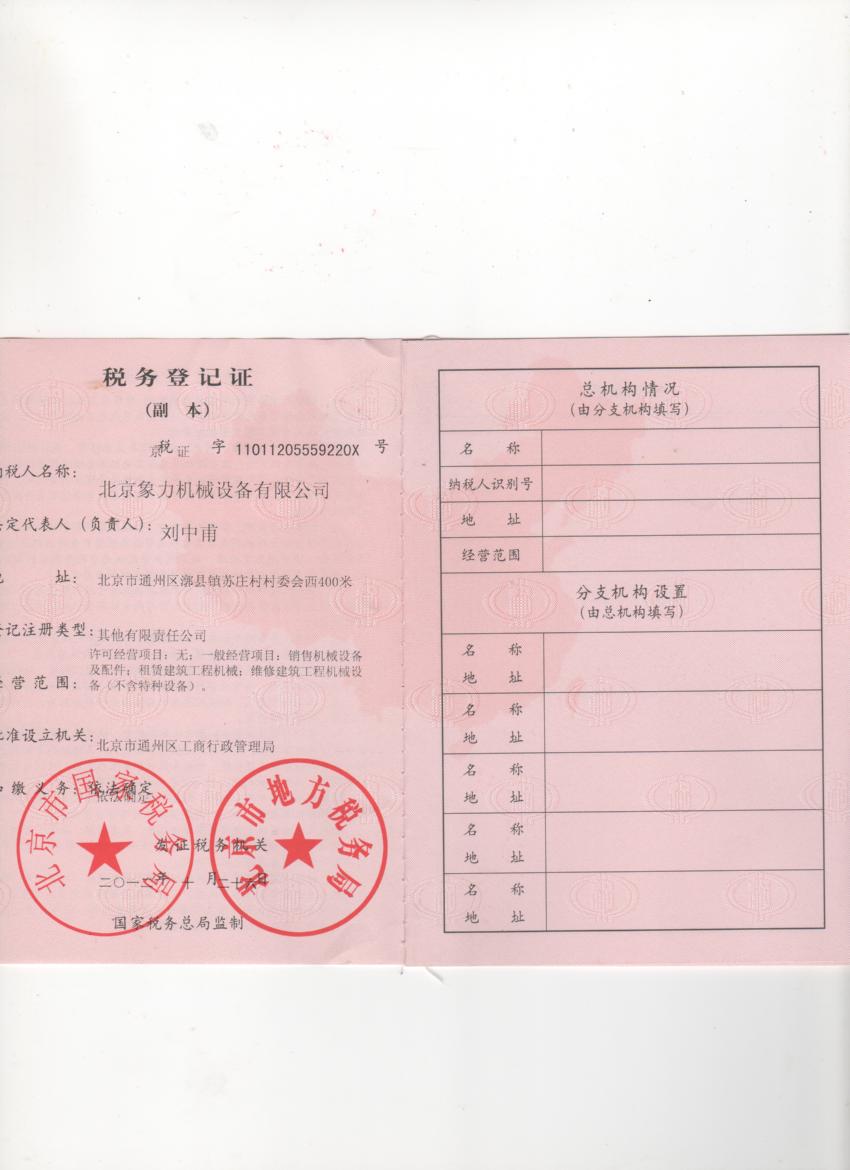 税务登记证
(副 本)
京税 证 字 11011205559220X 号
税人名称：
北京象力机械设备有限公司
定代表人（负责人）：
刘中甫
址：
北京市通州区漷县镇苏庄村村委会西400米
记注册类型：
其他有限责任公司
许可经营项目：无；一般经营项目：销售机械设备
及配件；租赁建筑工程机械；维修建筑工程机械设
备（不含特种设备）。
营 范 围：
准设立机关：
北京市通州区工商行政管理局
缴 义 务：依法确定
依法确定
北京市国家税务局
北京市地方税务局
发证税务机关
年 十 月 日
国家税务总局监制
总机构情况
（由分支机构填写）
名 称
纳税人识别号
地 址
经营范围
分支机构设置
（由总机构填写）
名 称
地 址
名 称
地 址
名 称
地 址
名 称
地 址
名 称
地 址